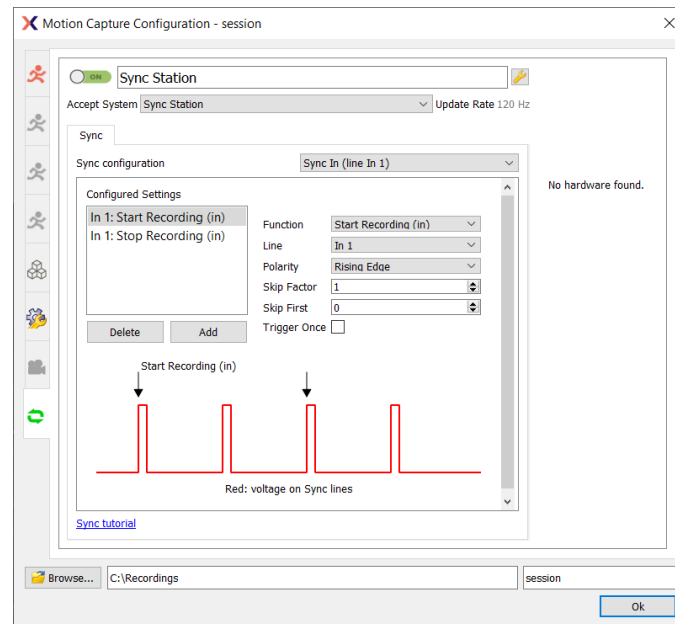 Motion Capture Configuration - session
ON Sync Station
Accept System Sync Station Update Rate 120 Hz
Sync
Sync configuration Sync In (line In 1)
No hardware found.
Configured Settings
In 1: Start Recording (in)
In 1: Stop Recording (in)
Function Start Recording (in)
Line In 1
Polarity Rising Edge
Skip Factor 1
Skip First 0
Trigger Once
Delete Add
Start Recording (in)
Red: voltage on Sync lines
Sync tutorial
Browse... C:\Recordings session
Ok